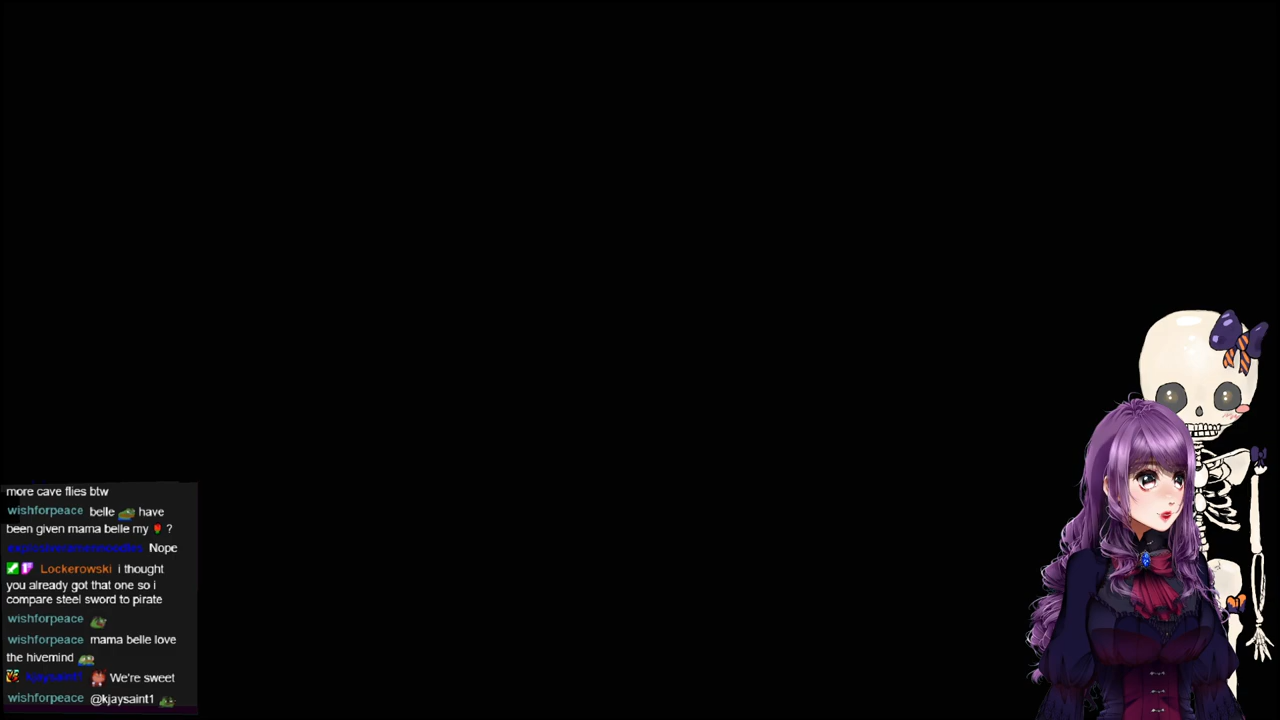 more cave flies btw
wishforpeace belle have
been given mama belle my ?
Nope
Lockerowski i thought
you already got that one so i
compare steel sword to pirate
wishforpeace
wishforpeace mama belle love
the hivemind
kjaysaint1 We're sweet
wishforpeace @kjaysaint1